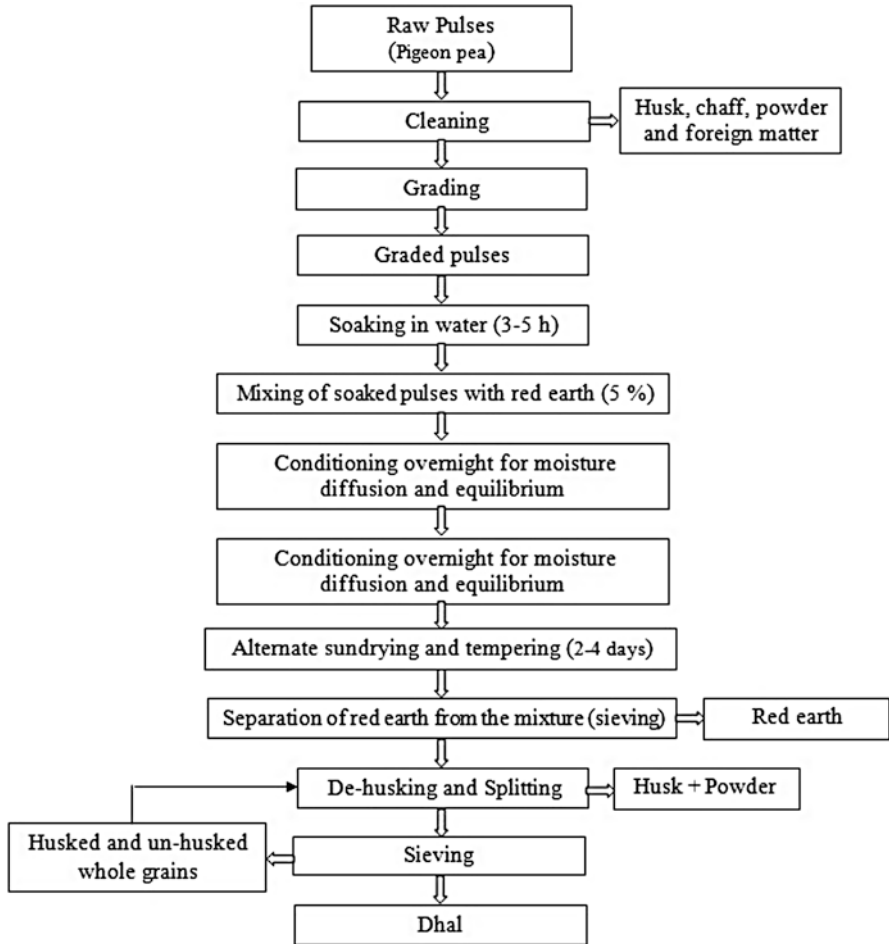 Raw Pulses
(Pigeon pea)
Cleaning
Husk, chaff, powder
and foreign matter
Grading
Graded pulses
Soaking in water (3-5 h)
Mixing of soaked pulses with red earth (5 %)
Conditioning overnight for moisture
diffusion and equilibrium
Conditioning overnight for moisture
diffusion and equilibrium
Alternate sundrying and tempering (2-4 days)
Separation of red earth from the mixture (sieving)
Red earth
De-husking and Splitting
Husk + Powder
Husked and un-husked
whole grains
Sieving
Dhal